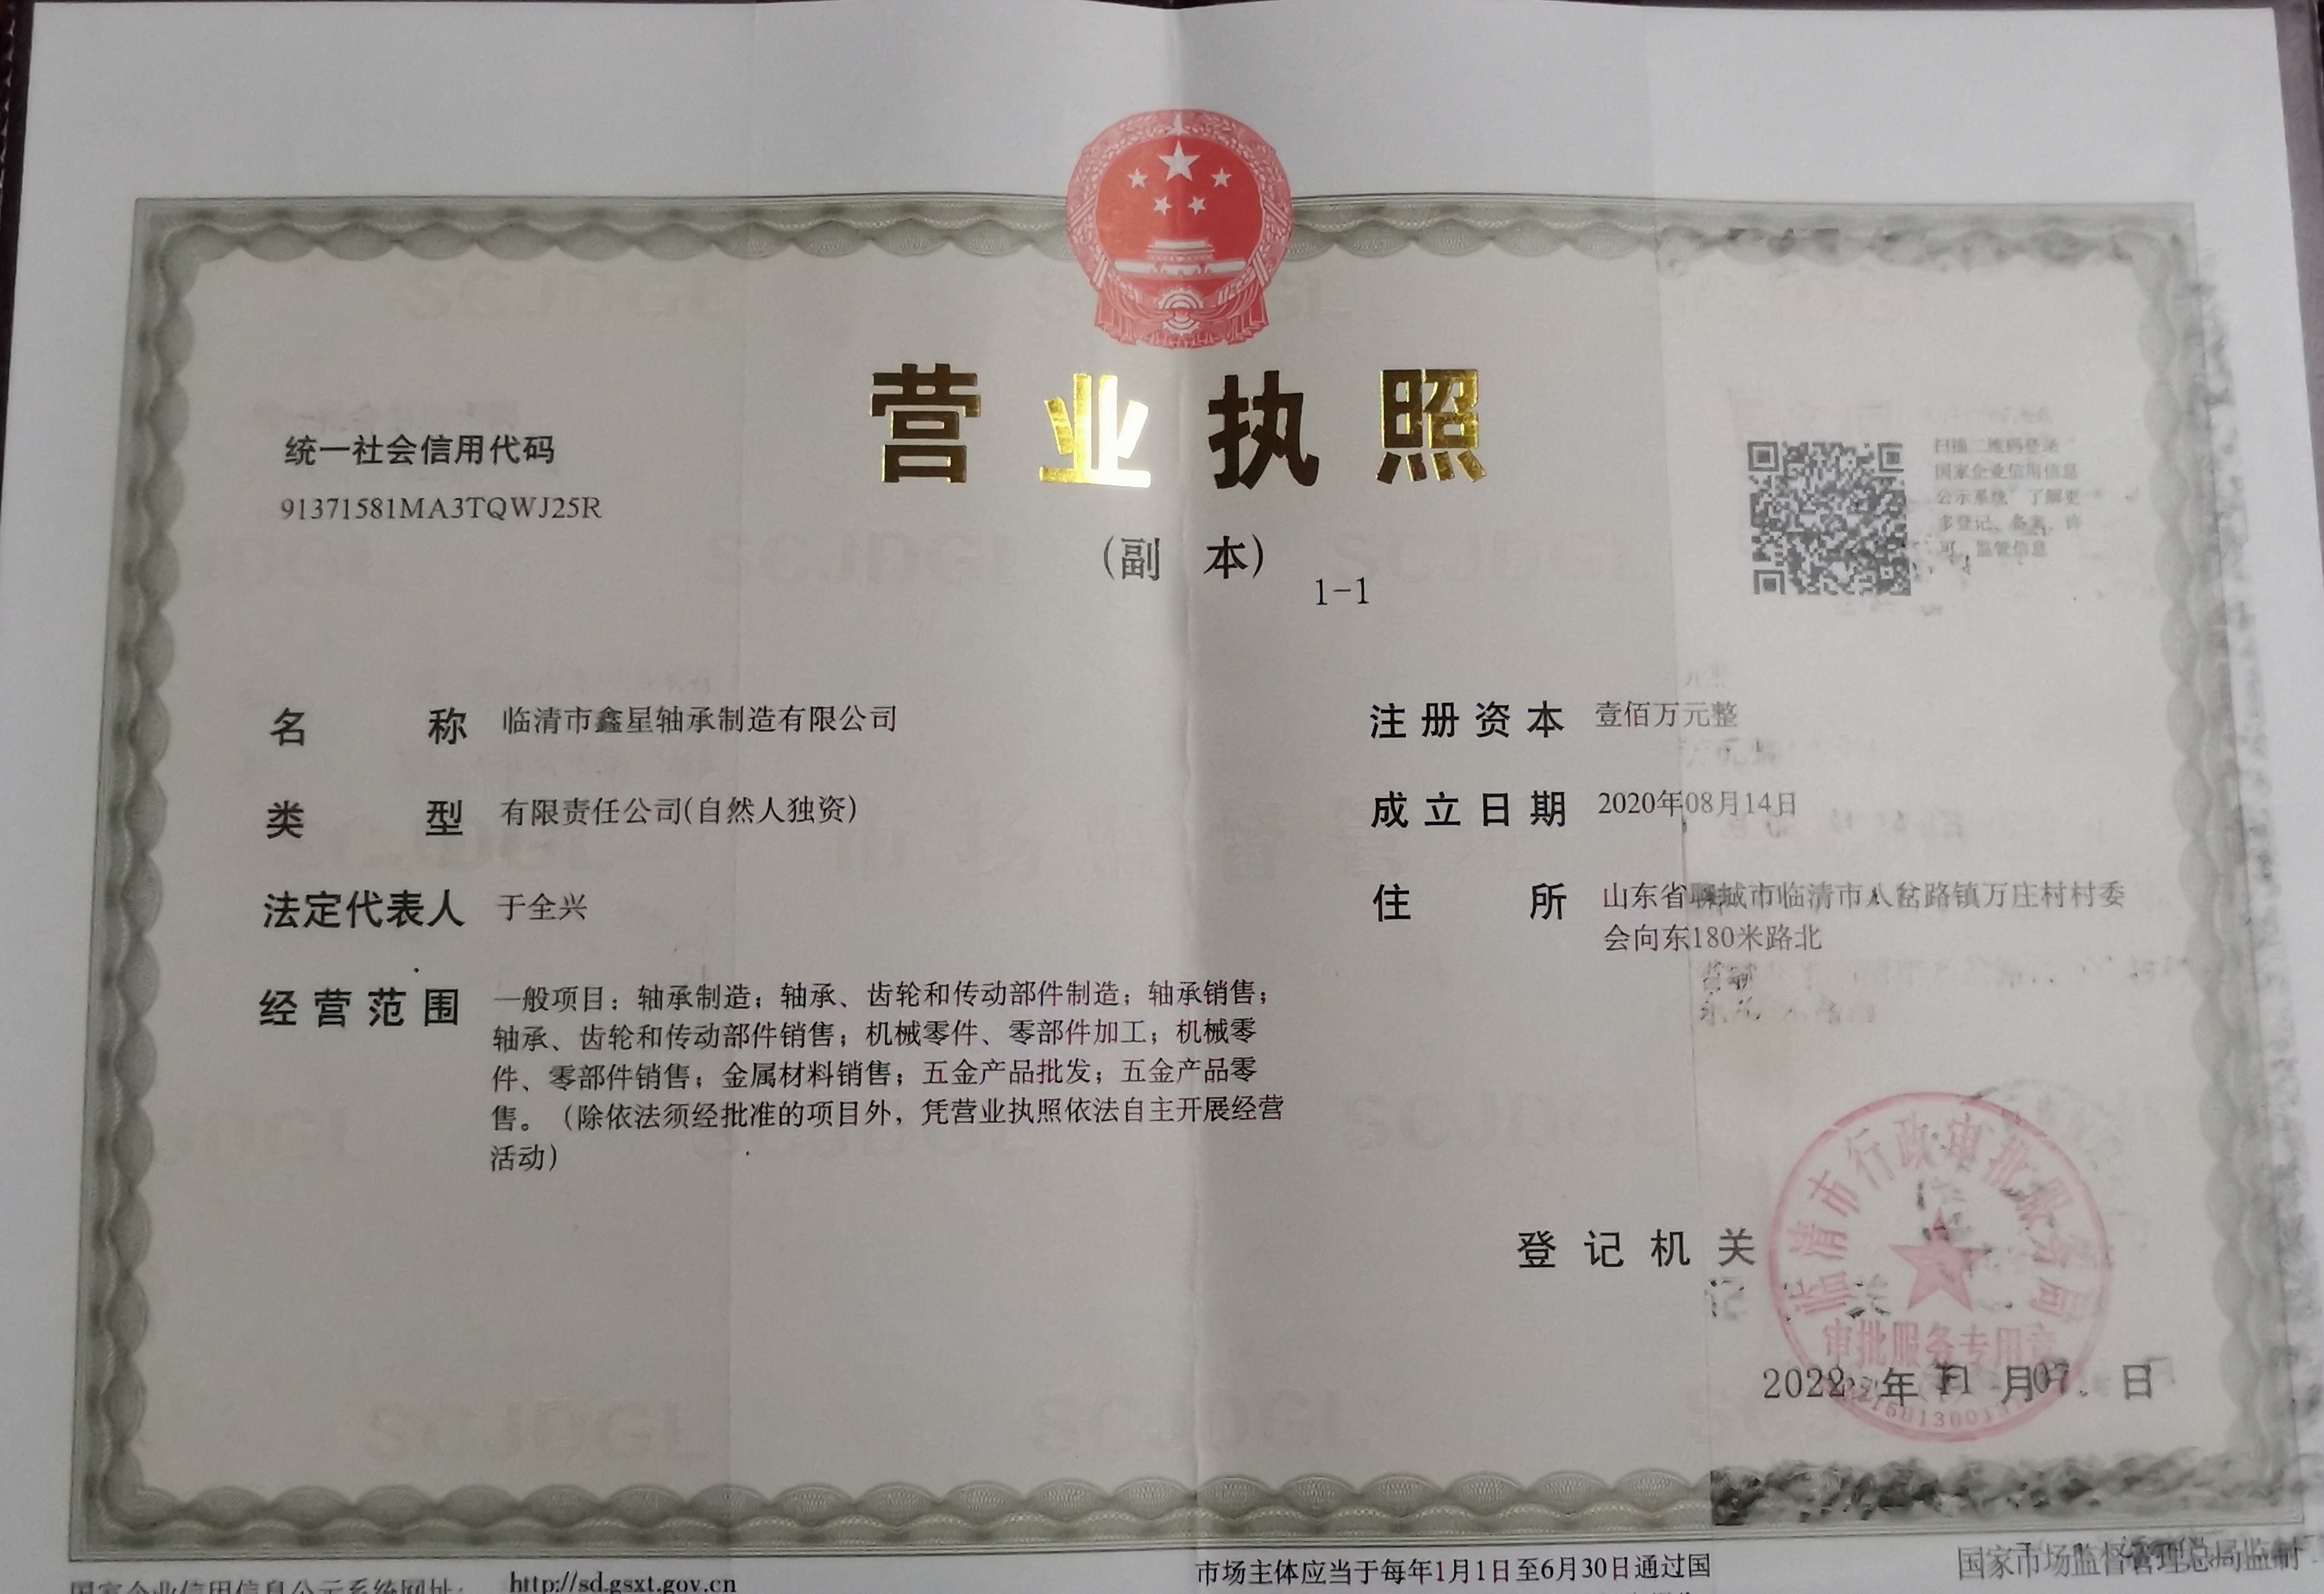 营业执照
(副 本)
1-1
统一社会信用代码
91371581MA3TQWJ25R
扫描二维码登录
国家企业信用信息
公示系统 了解更
多登记、备案、许
可、监管信息
名 称 临清市鑫星轴承制造有限公司
类 型 有限责任公司(自然人独资)
法定代表人 于全兴
经营范围 一般项目：轴承制造；轴承、齿轮和传动部件制造；轴承销售；
轴承、齿轮和传动部件销售；机械零件、零部件加工；机械零
件、零部件销售；金属材料销售；五金产品批发；五金产品零
售。（除依法须经批准的项目外，凭营业执照依法自主开展经营
活动）
注册资本 壹佰万元整
成立日期 2020年08月14日
住 所 山东省聊城市临清市八岔路镇万庄村村委
会向东180米路北
登记机关
临清市行政审批服务局
审批服务专用章
2022 年 11 月 07 日
SCJDGL
国家企业信用信息公示系统网址： http://sd.gsxt.gov.cn
市场主体应当于每年1月1日至6月30日通过国
国家市场监督管理总局监制